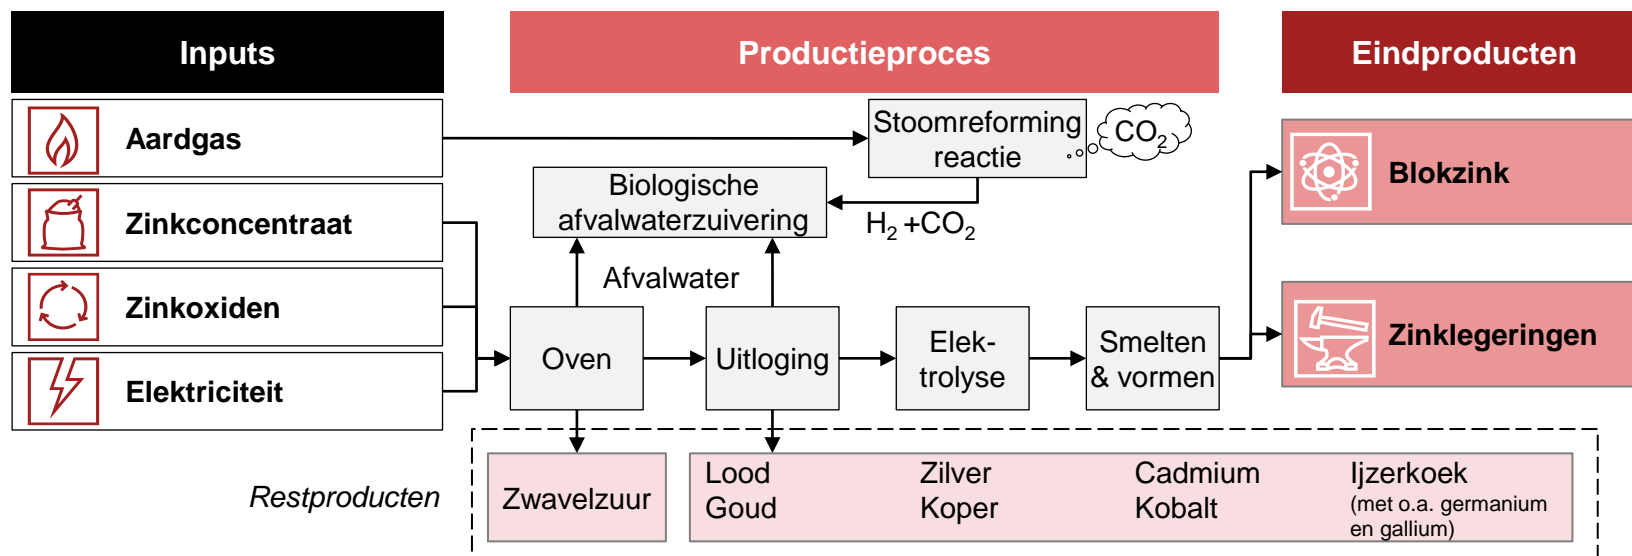 Inputs
Productieproces
Eindproducten
Aardgas
Zinkconcentraat
Zinkoxiden
Elektriciteit
Stoomreforming
reactie
CO₂
Biologische
afvalwaterzuivering
H₂ +CO₂
Afvalwater
Oven
Uitloging
Elek-
trolyse
Smelten
& vormen
Blokzink
Zinklegeringen
Restproducten
Zwavelzuur
Lood
Goud
Zilver
Koper
Cadmium
Kobalt
Ijzerkoek
(met o.a. germanium
en gallium)